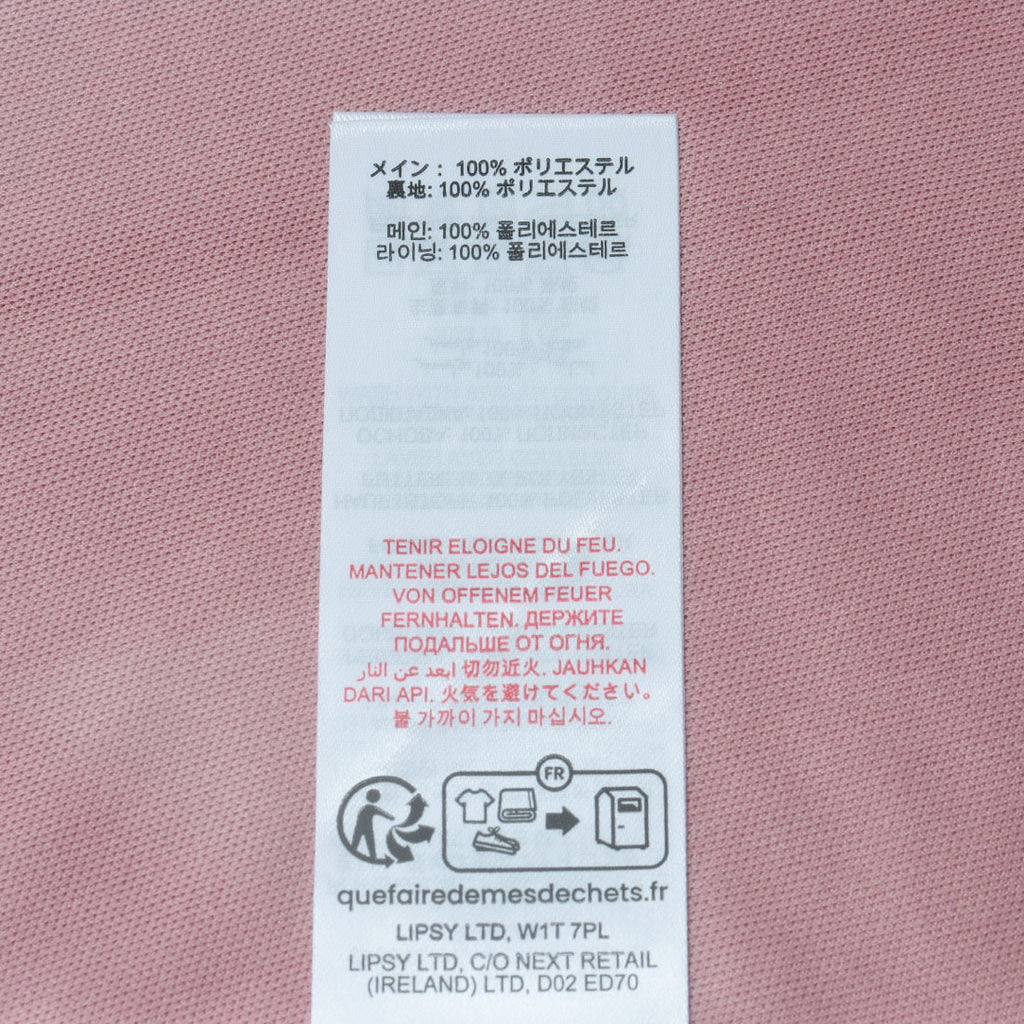 メイン： 100% ポリエステル
裏地: 100% ポリエステル
메인: 100% 폴리에스테르
라이닝: 100% 폴리에스테르
TENIR ELOIGNE DU FEU.
MANTENER LEJOS DEL FUEGO.
VON OFFENEM FEUER
FERNHALTEN. ДЕРЖИТЕ
ПОДАЛЬШЕ ОТ ОГНЯ.
ابعد عن النار 切勿近火. JAUHKAN
DARI API. 火気を避けてください。
불 가까이 가지 마십시오.
FR
quefairedemesdechets.fr
LIPSY LTD, W1T 7PL
LIPSY LTD, C/O NEXT RETAIL
(IRELAND) LTD, D02 ED70